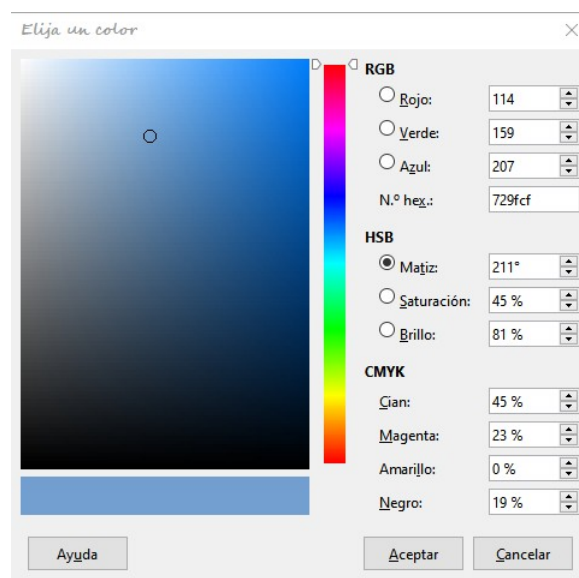 Elija un color
RGB
Rojo: 114
Verde: 159
Azul: 207
N.º hex.: 729fcf
HSB
Matiz: 211°
Saturación: 45 %
Brillo: 81 %
CMYK
Cian: 45 %
Magenta: 23 %
Amarillo: 0 %
Negro: 19 %
Ayuda Aceptar Cancelar